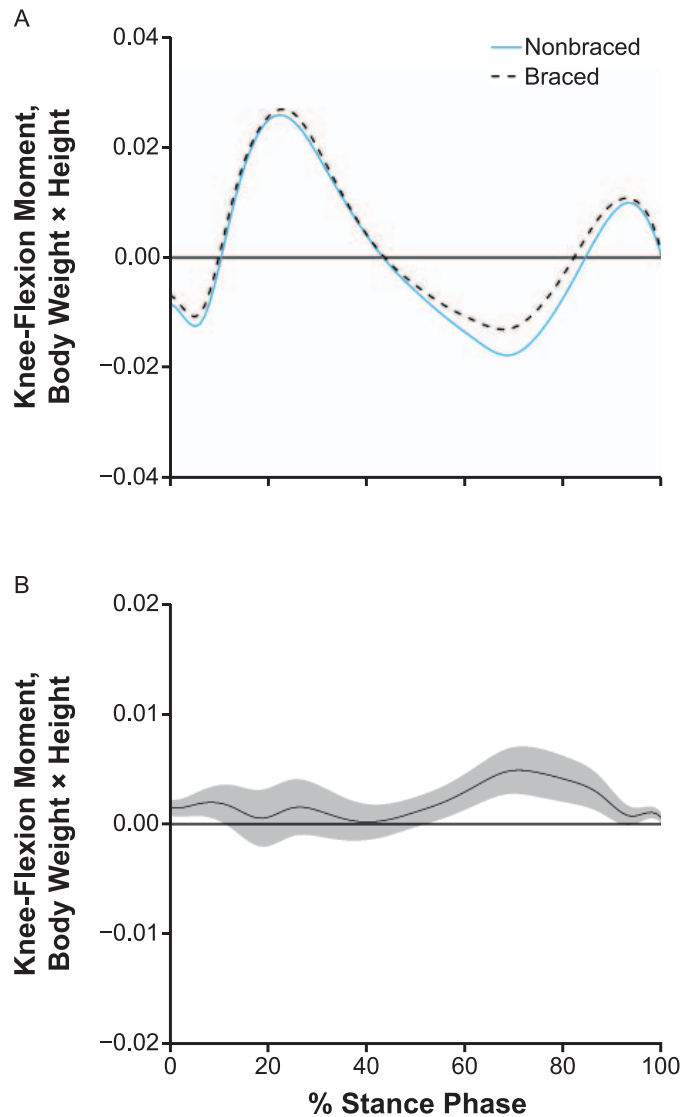 A
Knee-Flexion Moment,
Body Weight × Height
0.04
0.02
0.00
−0.02
−0.04
Nonbraced
Braced
B
Knee-Flexion Moment,
Body Weight × Height
0.02
0.01
0.00
−0.01
−0.02
0 20 40 60 80 100
% Stance Phase